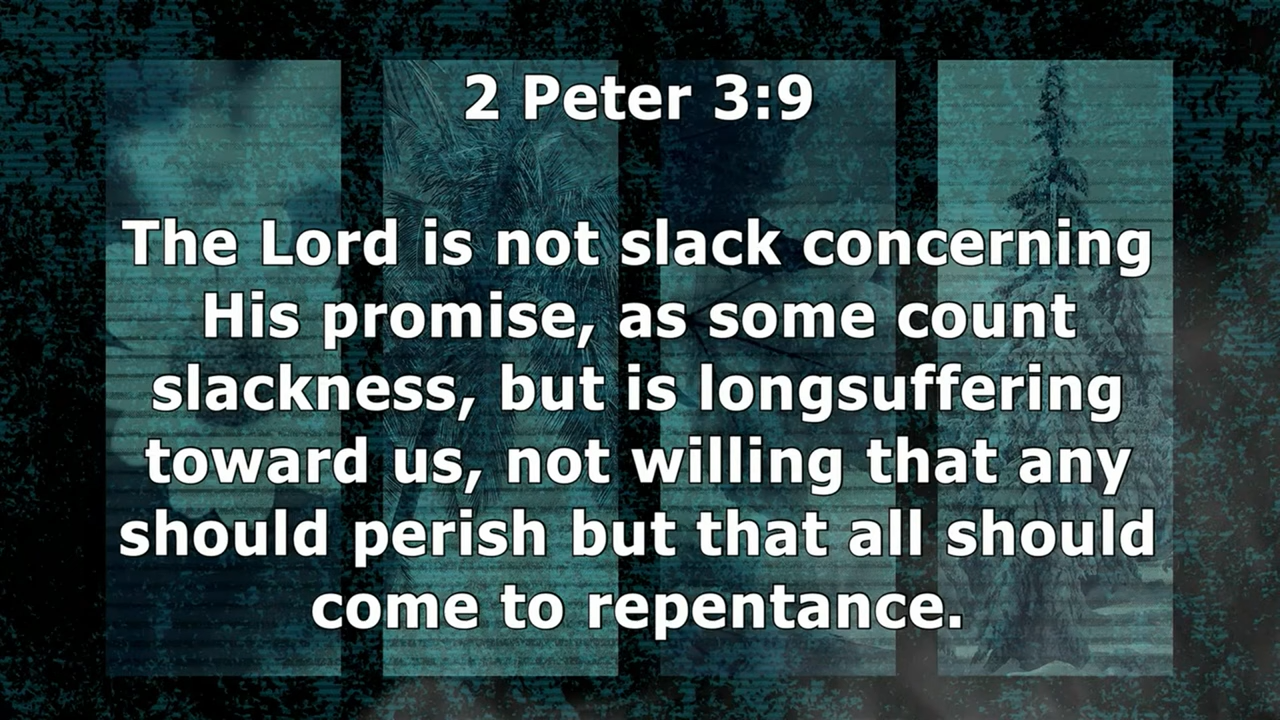 2 Peter 3:9
The Lord is not slack concerning
His promise, as some count
slackness, but is longsuffering
toward us, not willing that any
should perish but that all should
come to repentance.